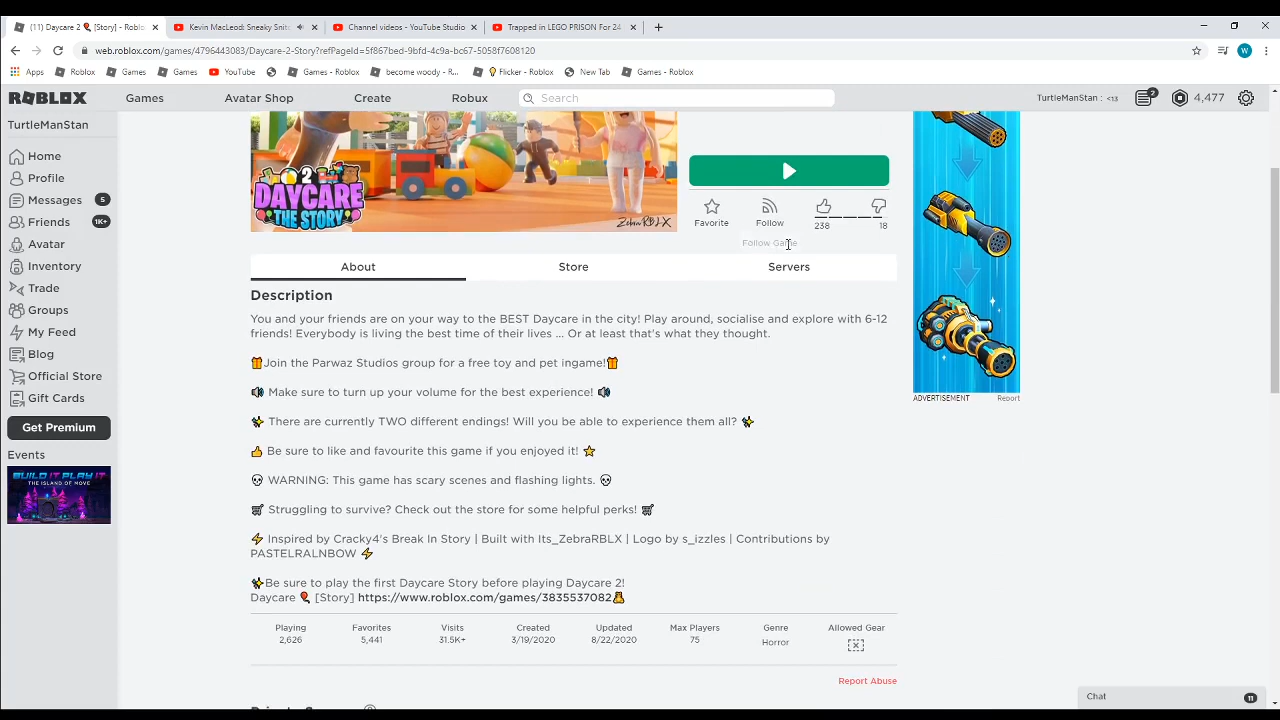 (11) Daycare 2 🎈 [Story] - Roblo
Kevin MacLeod: Sneaky Snitc
Channel videos - YouTube Studio
Trapped in LEGO PRISON For 24
web.roblox.com/games/4796443083/Daycare-2-Story?refPageId=5f867bed-9bfd-4c9a-bc67-5058f7608120
W
Apps Roblox Games Games YouTube Games - Roblox become woody - R... Flicker - Roblox New Tab Games - Roblox
ROBLOX Games Avatar Shop Create Robux Search TurtleManStan : <13 2 4,477
TurtleManStan
Home
Profile
Messages 5
Friends 1K+
Avatar
Inventory
Trade
Groups
My Feed
Blog
Official Store
Gift Cards
Get Premium
Events
BUILD IT PLAY IT
THE ISLAND OF MOVE
2
DAYCARE
THE STORY
ZebraRBLX
Favorite Follow 238 18
Follow Game
About Store Servers
Description
You and your friends are on your way to the BEST Daycare in the city! Play around, socialise and explore with 6-12
friends! Everybody is living the best time of their lives ... Or at least that's what they thought.
🎁Join the Parwaz Studios group for a free toy and pet ingame!🎁
🔊 Make sure to turn up your volume for the best experience! 🔊
✨ There are currently TWO different endings! Will you be able to experience them all? ✨
👍 Be sure to like and favourite this game if you enjoyed it! ⭐
💀 WARNING: This game has scary scenes and flashing lights. 💀
🛒 Struggling to survive? Check out the store for some helpful perks! 🛒
⚡ Inspired by Cracky4's Break In Story | Built with Its_ZebraRBLX | Logo by s_izzles | Contributions by
PASTELRALNBOW ⚡
✨Be sure to play the first Daycare Story before playing Daycare 2!
Daycare 🎈 [Story] https://www.roblox.com/games/3835537082🧸
Playing Favorites Visits Created Updated Max Players Genre Allowed Gear
2,626 5,441 31.5K+ 3/19/2020 8/22/2020 75 Horror
Report Abuse
ADVERTISEMENT Report
Chat 11